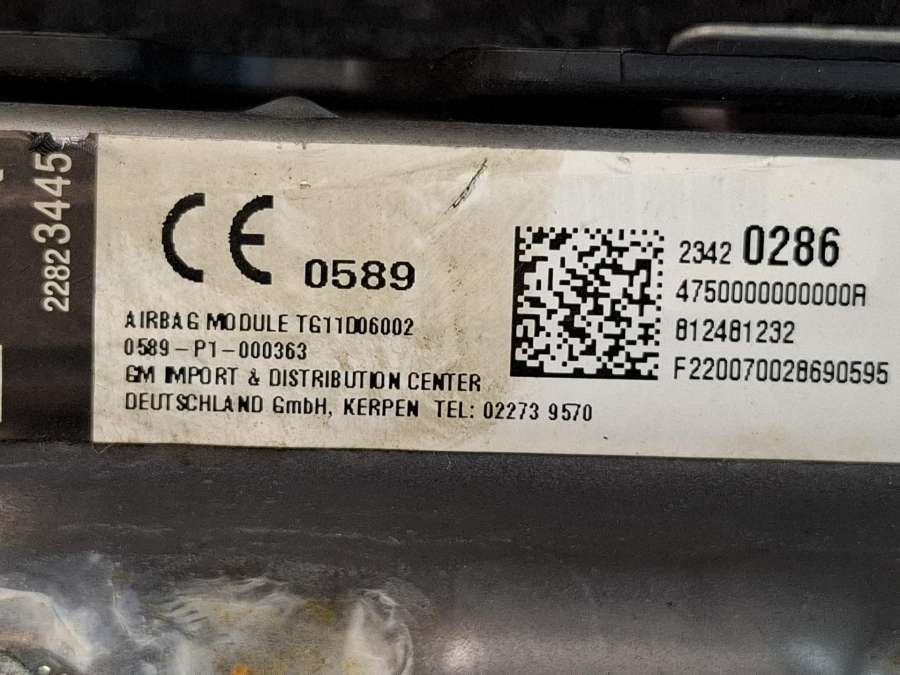 22823445
CE 0589
AIRBAG MODULE TG11D06002
0589-P1-000363
GM IMPORT & DISTRIBUTION CENTER
DEUTSCHLAND GmbH, KERPEN TEL: 02273 9570
2342 0286
4750000000000A
812481232
F220070028690595